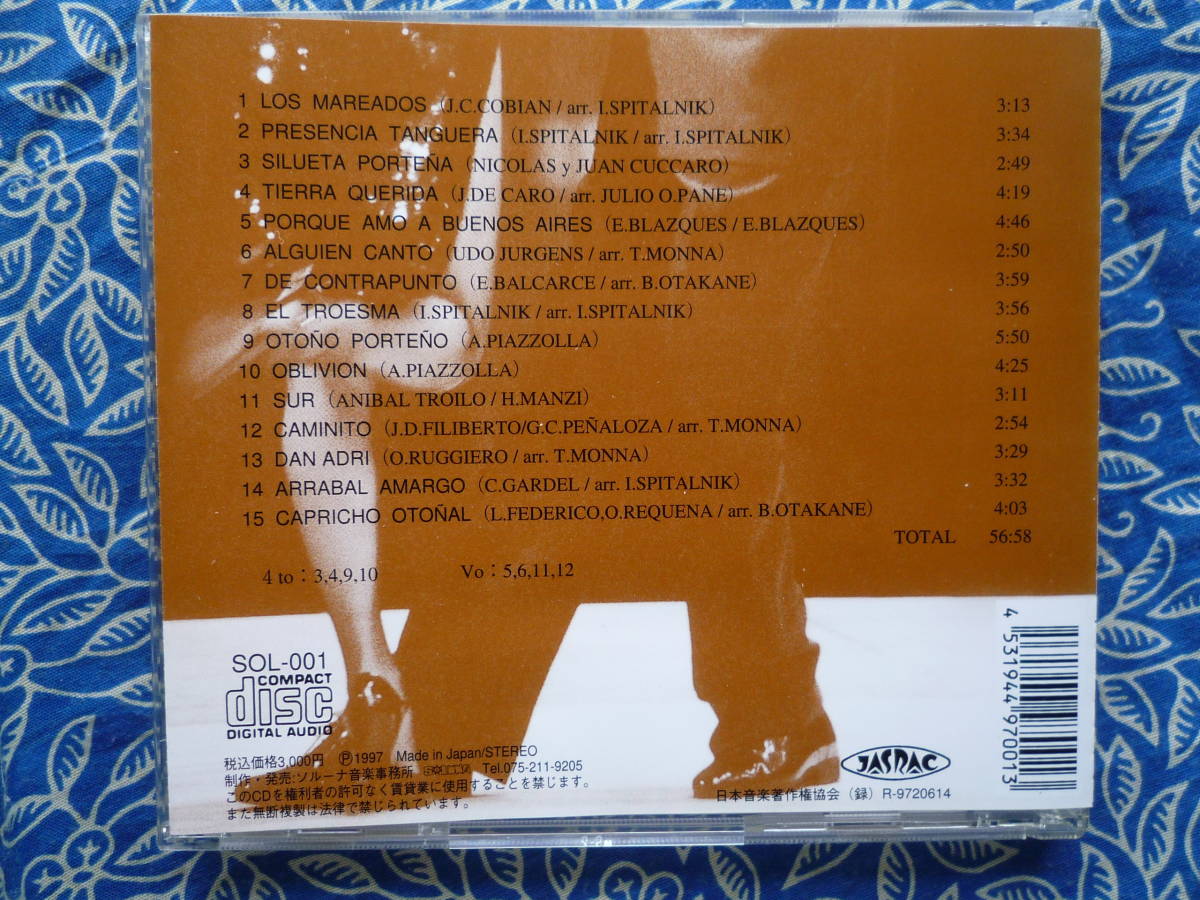 1 LOS MAREADOS (J.C.COBIAN / arr. I.SPITALNIK) 3:13
2 PRESENCIA TANGUERA (I.SPITALNIK / arr. I.SPITALNIK) 3:34
3 SILUETA PORTEÑA (NICOLAS y JUAN CUCCARO) 2:49
4 TIERRA QUERIDA (J.DE CARO / arr. JULIO O.PANE) 4:19
5 PORQUE AMO A BUENOS AIRES (E.BLAZQUES / E.BLAZQUES) 4:46
6 ALGUIEN CANTO (UDO JURGENS / arr. T.MONNA) 2:50
7 DE CONTRAPUNTO (E.BALCARCE / arr. B.OTAKANE) 3:59
8 EL TROESMA (I.SPITALNIK / arr. I.SPITALNIK) 3:56
9 OTOÑO PORTEÑO (A.PIAZZOLLA) 5:50
10 OBLIVION (A.PIAZZOLLA) 4:25
11 SUR (ANIBAL TROILO / H.MANZI) 3:11
12 CAMINITO (J.D.FILIBERTO/G.C.PEÑALOZA / arr. T.MONNA) 2:54
13 DAN ADRI (O.RUGGIERO / arr. T.MONNA) 3:29
14 ARRABAL AMARGO (C.GARDEL / arr. I.SPITALNIK) 3:32
15 CAPRICHO OTOÑAL (L.FEDERICO,O.REQUENA / arr. B.OTAKANE) 4:03
TOTAL 56:58
4 to：3,4,9,10 Vo：5,6,11,12
SOL-001
COMPACT
disc
DIGITAL AUDIO
税込価格3,000円 Ⓟ1997 Made in Japan/STEREO
制作・発売：ソルーナ音楽事務所 Tel.075-211-9205
このCDを権利者の許可なく賃貸業に使用することを禁じます。
また無断複製は法律で禁じられています。
JASRAC
日本音楽著作権協会（録）R-9720614
4 531944 970013